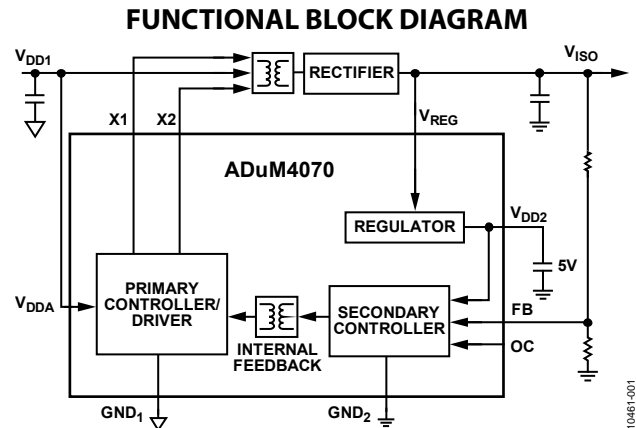 FUNCTIONAL BLOCK DIAGRAM
VDD1
VISO
RECTIFIER
X1
X2
VREG
ADuM4070
REGULATOR
VDD2
5V
PRIMARY
CONTROLLER/
DRIVER
VDDA
INTERNAL
FEEDBACK
SECONDARY
CONTROLLER
FB
OC
GND1
GND2
10461-001